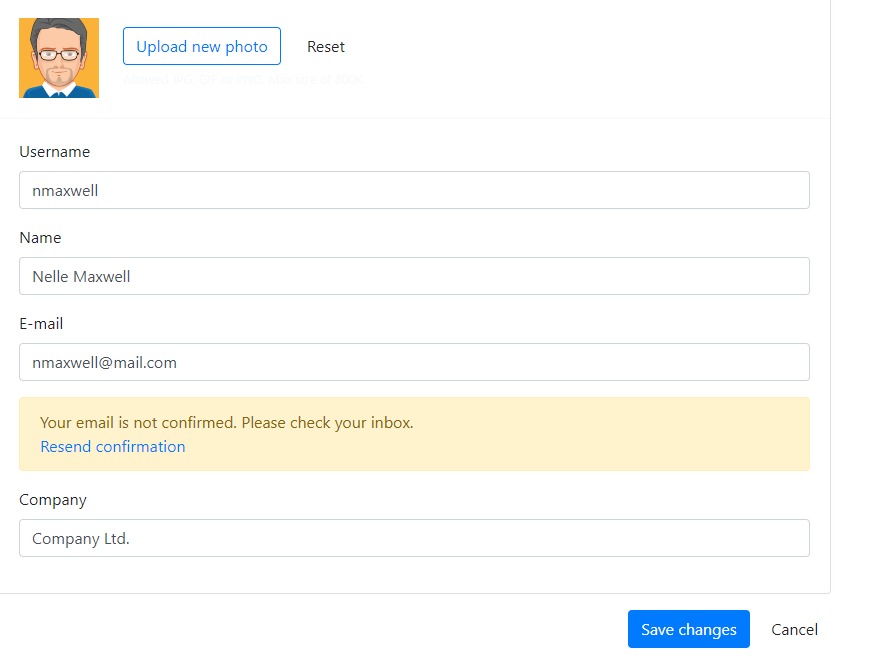 Upload new photo Reset
Allowed JPG, GIF or PNG. Max size of 800K
Username
nmaxwell
Name
Nelle Maxwell
E-mail
nmaxwell@mail.com
Your email is not confirmed. Please check your inbox.
Resend confirmation
Company
Company Ltd.
Save changes Cancel